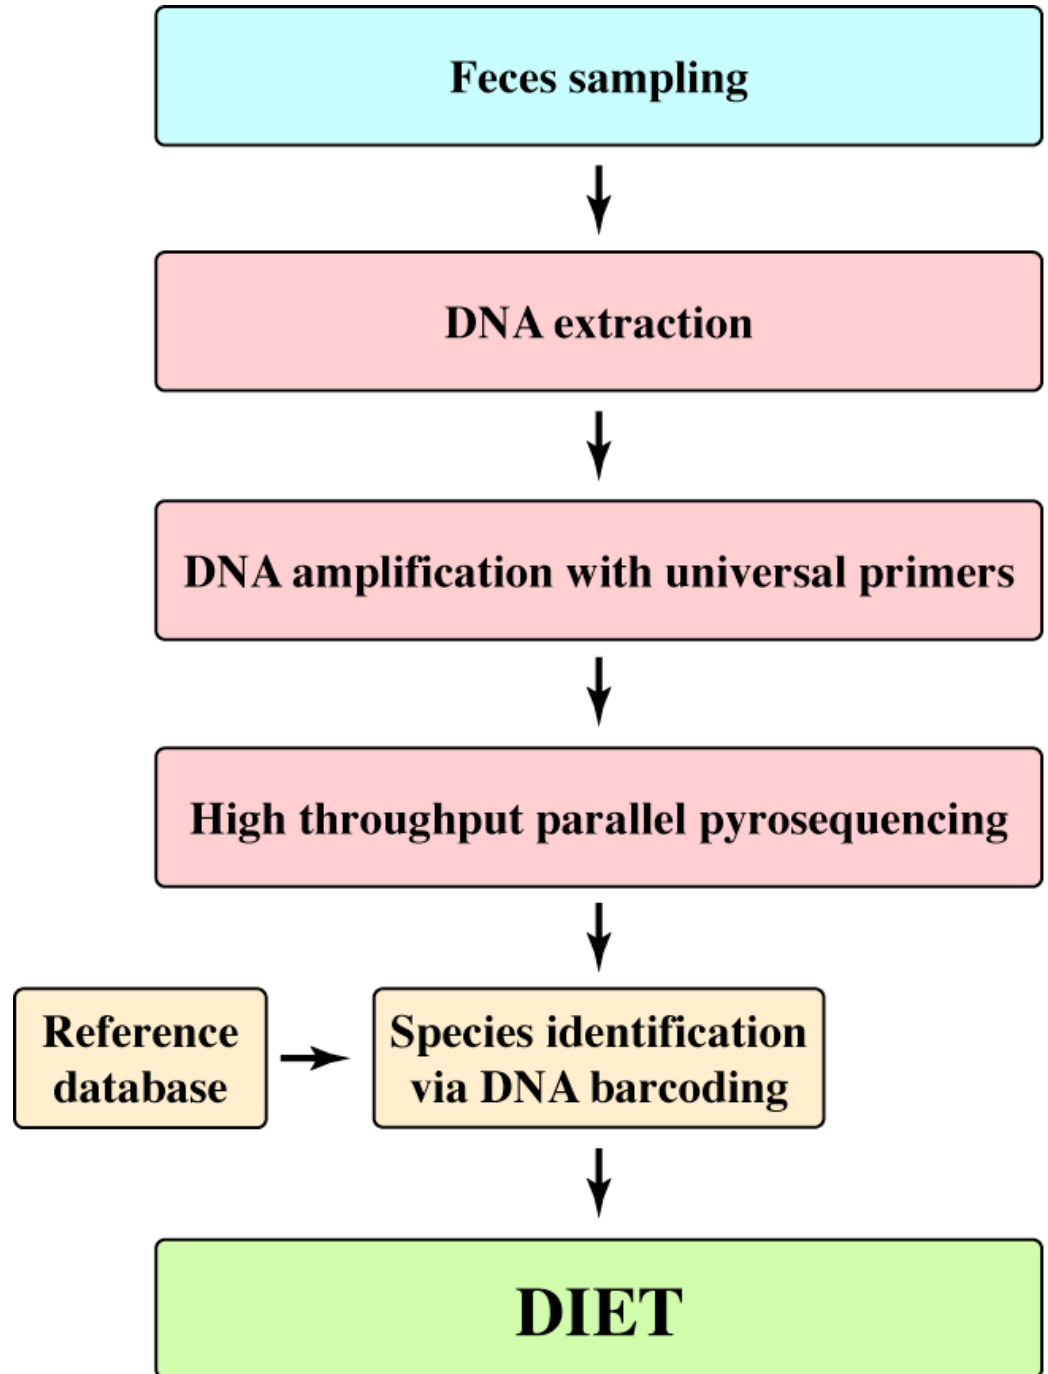 Feces sampling
DNA extraction
DNA amplification with universal primers
High throughput parallel pyrosequencing
Reference
database
Species identification
via DNA barcoding
DIET